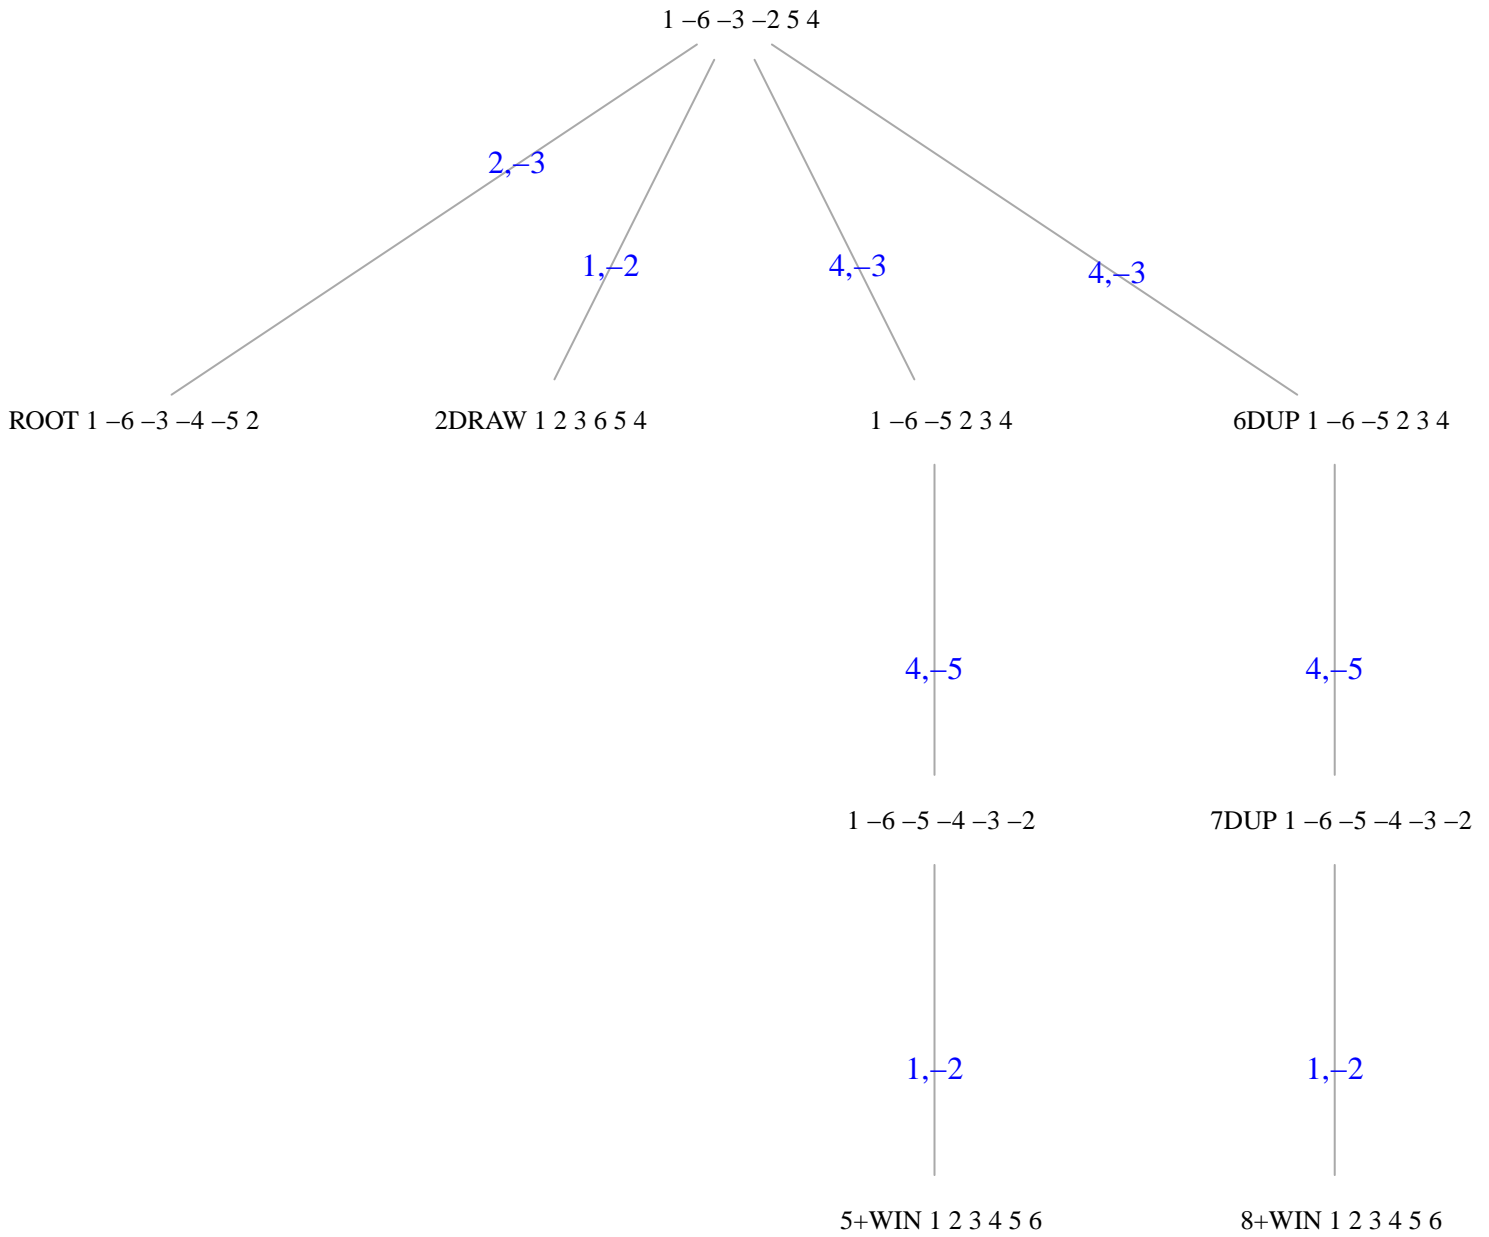 1 –6 –3 –2 5 4
2,–3
1,–2
4,–3
4,–3
ROOT 1 –6 –3 –4 –5 2
2DRAW 1 2 3 6 5 4
1 –6 –5 2 3 4
6DUP 1 –6 –5 2 3 4
4,–5
4,–5
1 –6 –5 –4 –3 –2
7DUP 1 –6 –5 –4 –3 –2
1,–2
1,–2
5+WIN 1 2 3 4 5 6
8+WIN 1 2 3 4 5 6